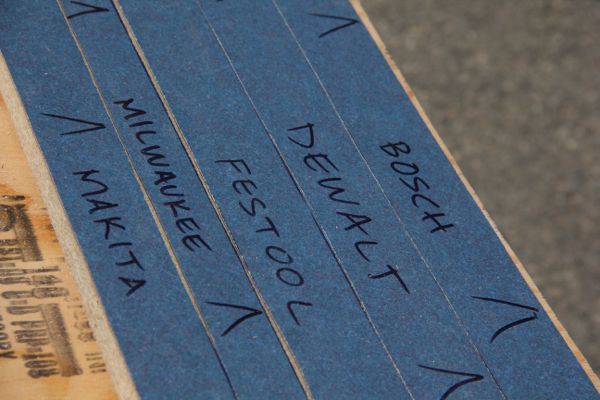 MAKITA
MILWAUKEE
FESTOOL
DEWALT
BOSCH